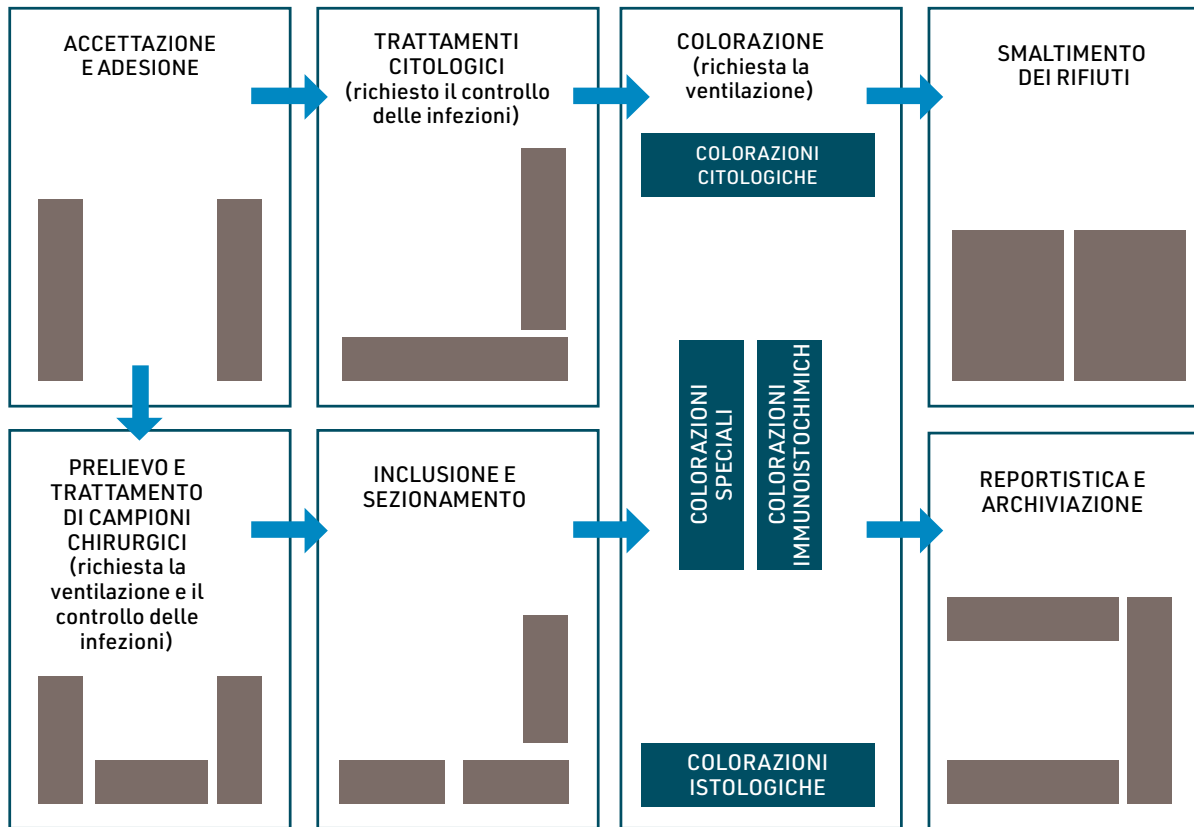 ACCETTAZIONE
E ADESIONE
TRATTAMENTI
CITOLOGICI
(richiesto il controllo
delle infezioni)
COLORAZIONE
(richiesta la
ventilazione)
COLORAZIONI
CITOLOGICHE
SMALTIMENTO
DEI RIFIUTI
PRELIEVO E
TRATTAMENTO
DI CAMPIONI
CHIRURGICI
(richiesta la
ventilazione e il
controllo delle
infezioni)
INCLUSIONE E
SEZIONAMENTO
COLORAZIONI
SPECIALI
COLORAZIONI
IMMUNOISTOCHIMICH
COLORAZIONI
ISTOLOGICHE
REPORTISTICA E
ARCHIVIAZIONE